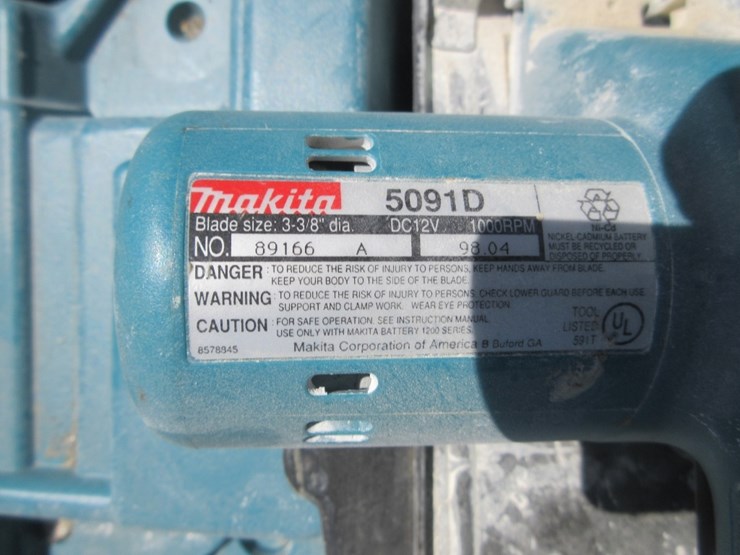 makita 5091D
Blade size: 3-3/8" dia. DC12V 1000RPM
NO. 89166 A 98.04
Ni-Cd
NICKEL-CADMIUM BATTERY
MUST BE RECYCLED OR
DISPOSED OF PROPERLY
DANGER : TO REDUCE THE RISK OF INJURY TO PERSONS, KEEP HANDS AWAY FROM BLADE.
KEEP YOUR BODY TO THE SIDE OF THE BLADE.
WARNING : TO REDUCE THE RISK OF INJURY TO PERSONS, CHECK LOWER GUARD BEFORE EACH USE
SUPPORT AND CLAMP WORK. WEAR EYE PROTECTION.
CAUTION : FOR SAFE OPERATION, SEE INSTRUCTION MANUAL
USE ONLY WITH MAKITA BATTERY 1200 SERIES.
TOOL
LISTED
591T
UL
857884S
Makita Corporation of America Buford GA